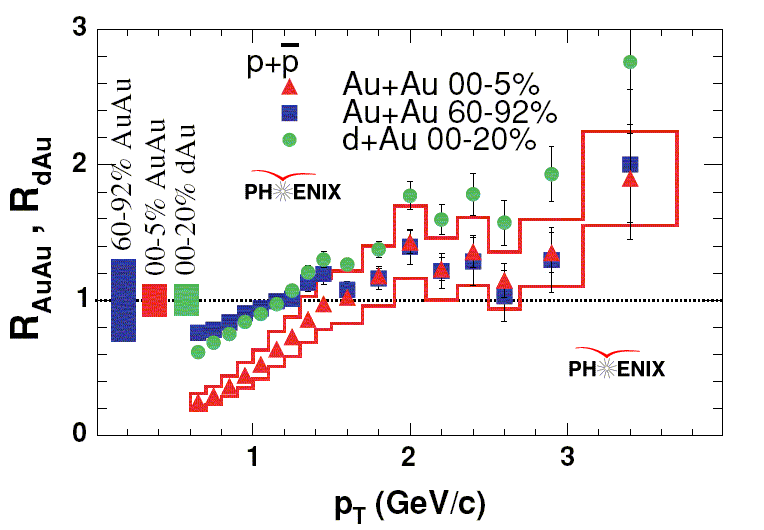 3
2
1
0
1
2
3
R_AuAu , R_dAu
p_T (GeV/c)
p+p̅
Au+Au 00-5%
Au+Au 60-92%
d+Au 00-20%
60-92% AuAu
00-5% AuAu
00-20% dAu
PHENIX
PHENIX